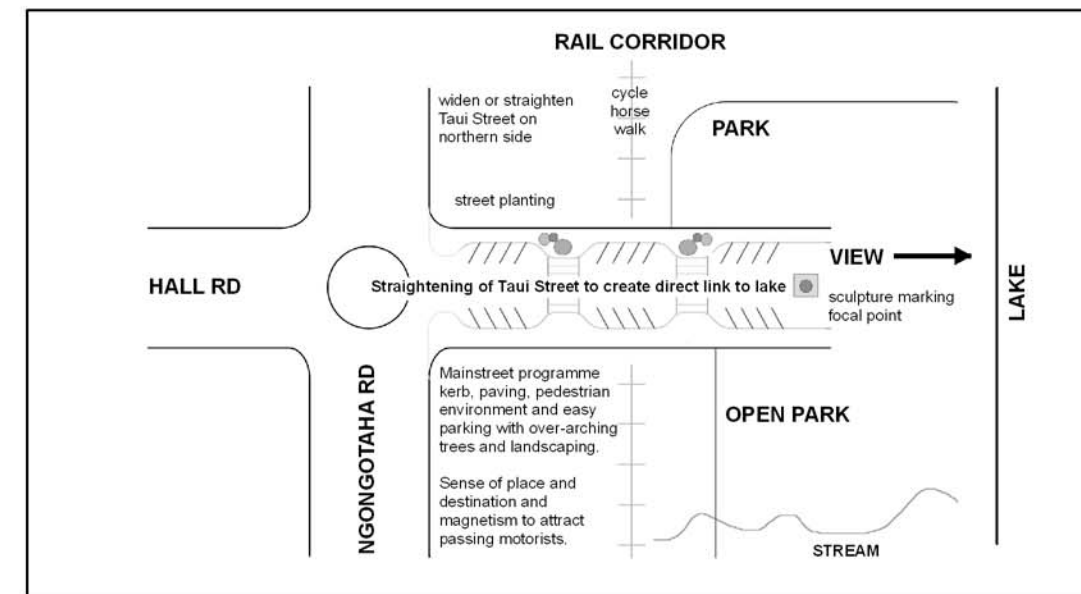 RAIL CORRIDOR
widen or straighten
Taui Street on
northern side
cycle
horse
walk
PARK
street planting
HALL RD
Straightening of Taui Street to create direct link to lake
VIEW
sculpture marking
focal point
LAKE
NGONGOTAHA RD
Mainstreet programme
kerb, paving, pedestrian
environment and easy
parking with over-arching
trees and landscaping.
Sense of place and
destination and
magnetism to attract
passing motorists.
OPEN PARK
STREAM